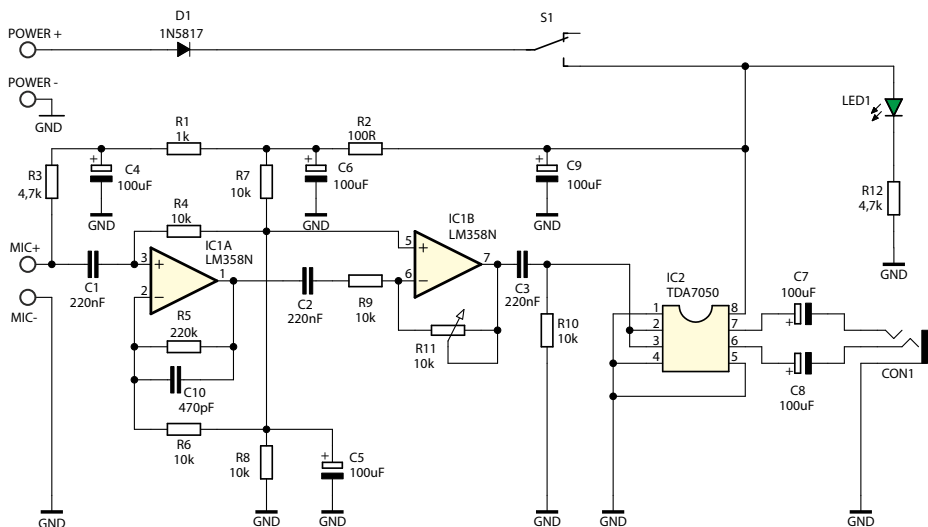 POWER +
D1
1N5817
S1
POWER -
GND
LED1
R1
1k
R2
100R
R3
4,7k
+
C4
100uF
GND
R7
10k
+
C6
100uF
GND
+
C9
100uF
GND
R12
4,7k
GND
R4
10k
IC1A
LM358N
IC1B
LM358N
MIC+
MIC-
C1
220nF
3
+
2
−
1
R5
220k
C10
470pF
R6
10k
C2
220nF
R9
10k
5
+
6
−
7
R11
10k
C3
220nF
R10
10k
IC2
TDA7050
1
2
3
4
8
7
6
5
C7
100uF
+
+
C8
100uF
CON1
R8
10k
+
C5
100uF
GND
GND
GND
GND
GND
GND